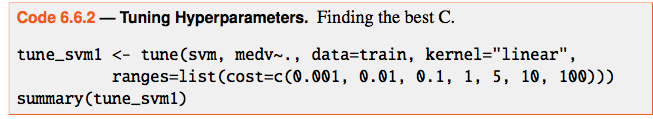 Code 6.6.2 — Tuning Hyperparameters. Finding the best C.
tune_svm1 <- tune(svm, medv~., data=train, kernel="linear",
ranges=list(cost=c(0.001, 0.01, 0.1, 1, 5, 10, 100)))
summary(tune_svm1)